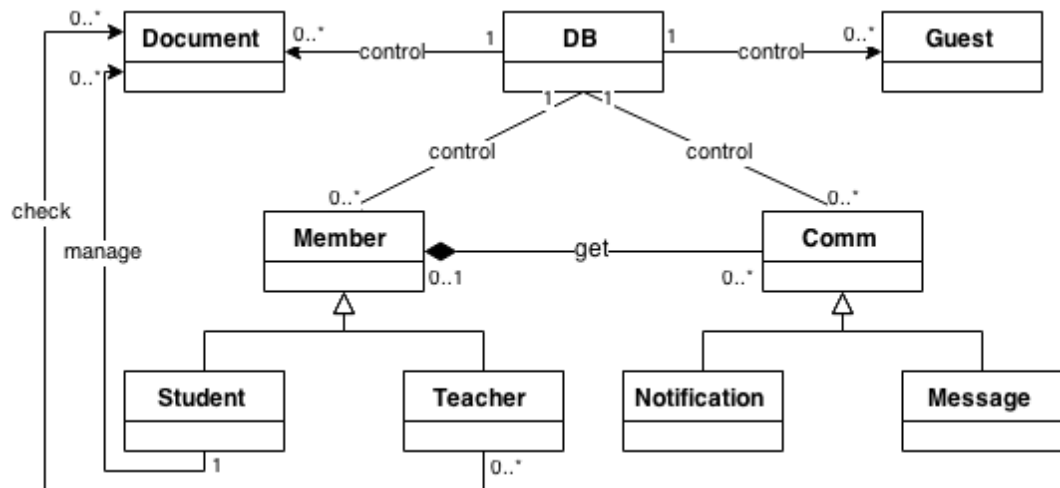 0..*
Document
0..*
0..*
control
1
DB
1
control
0..*
Guest
1
1
control
control
0..*
0..*
check
manage
Member
0..1
get
Comm
0..*
Student
Teacher
Notification
Message
1
0..*